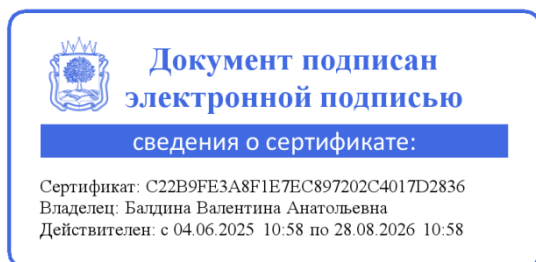 Документ подписан
электронной подписью
сведения о сертификате:
Сертификат: C22B9FE3A8F1E7EC897202C4017D2836
Владелец: Балдина Валентина Анатольевна
Действителен: с 04.06.2025 10:58 по 28.08.2026 10:58